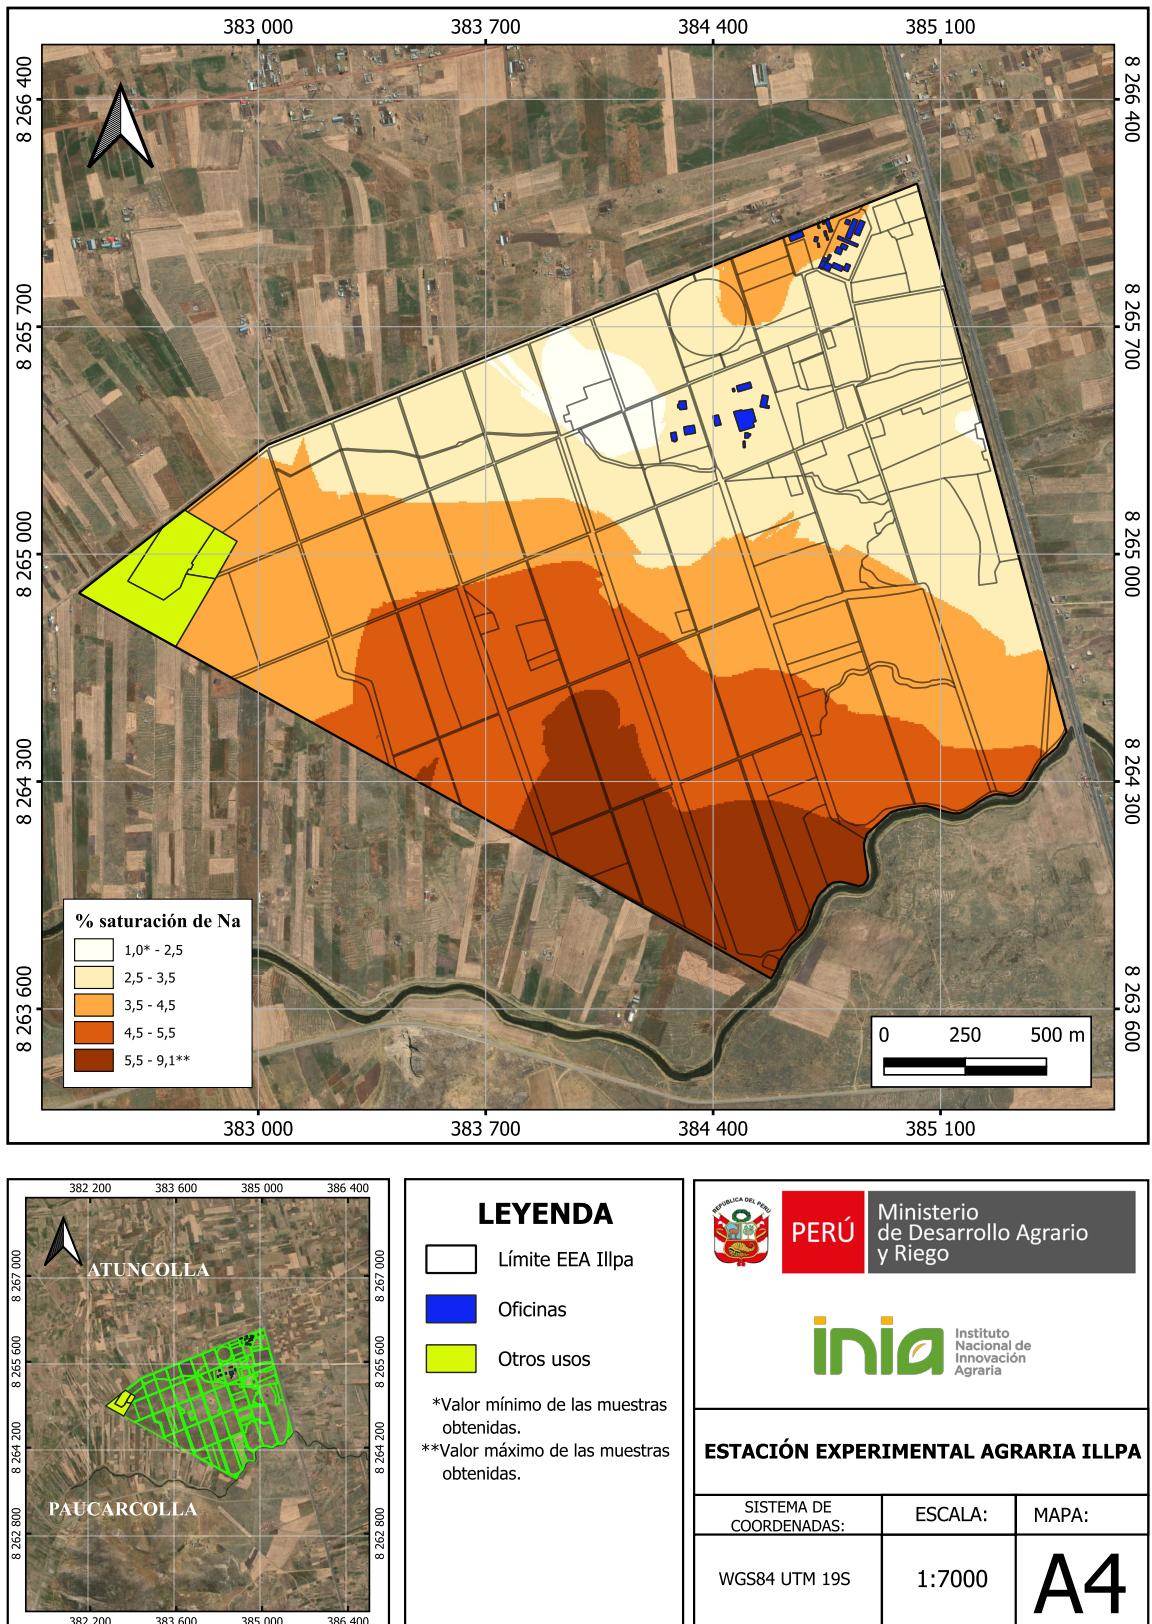 383 000
383 700
384 400
385 100
8 266 400
8 266 400
8 265 700
8 265 700
8 265 000
8 265 000
8 264 300
8 264 300
8 263 600
8 263 600
% saturación de Na
1,0* - 2,5
2,5 - 3,5
3,5 - 4,5
4,5 - 5,5
5,5 - 9,1**
0 250 500 m
383 000
383 700
384 400
385 100
382 200
383 600
385 000
386 400
8 267 000
8 267 000
ATUNCOLLA
8 265 600
8 265 600
8 264 200
8 264 200
PAUCARCOLLA
8 262 800
8 262 800
382 200
383 600
385 000
386 400
LEYENDA
Límite EEA Illpa
Oficinas
Otros usos
*Valor mínimo de las muestras
obtenidas.
**Valor máximo de las muestras
obtenidas.
REPÚBLICA DEL PERÚ
PERÚ
Ministerio
de Desarrollo Agrario
y Riego
inia
Instituto
Nacional de
Innovación
Agraria
ESTACIÓN EXPERIMENTAL AGRARIA ILLPA
SISTEMA DE
COORDENADAS:
ESCALA:
MAPA:
WGS84 UTM 19S
1:7000
A4